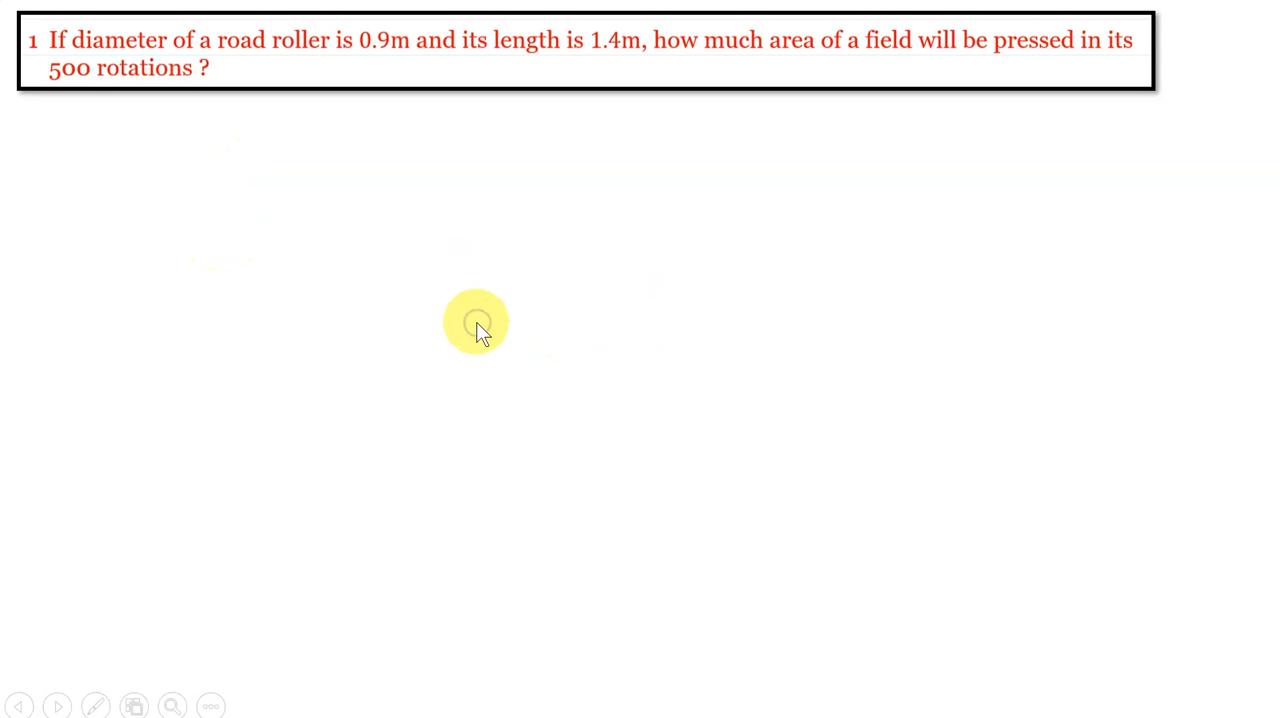 1 If diameter of a road roller is 0.9m and its length is 1.4m, how much area of a field will be pressed in its
500 rotations ?